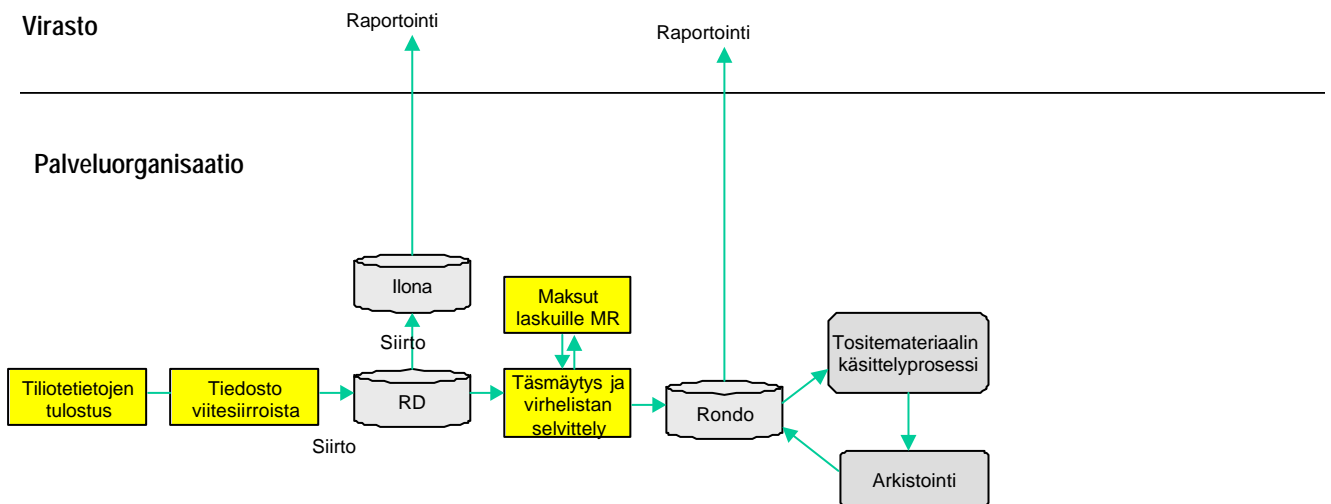 Virasto
Raportointi
Raportointi
Palveluorganisaatio
Ilona
Maksut
laskuille MR
Siirto
Tositemateriaalin
käsittelyprosessi
Tiliotetietojen
tulostus
Tiedosto
viitesiirroista
RD
Täsmäytys ja
virhelistan
selvittely
Rondo
Siirto
Arkistointi